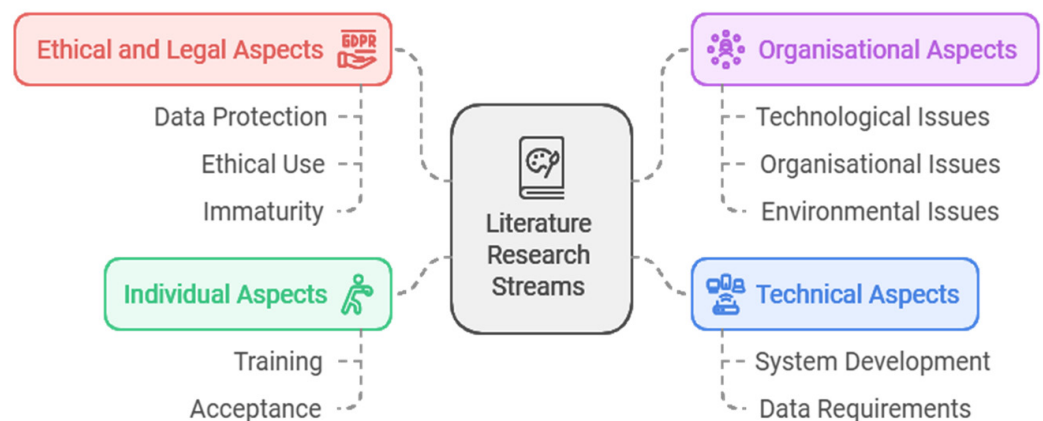 Ethical and Legal Aspects
GDPR
Data Protection
Ethical Use
Immaturity
Individual Aspects
Training
Acceptance
Literature
Research
Streams
Organisational Aspects
Technological Issues
Organisational Issues
Environmental Issues
Technical Aspects
System Development
Data Requirements